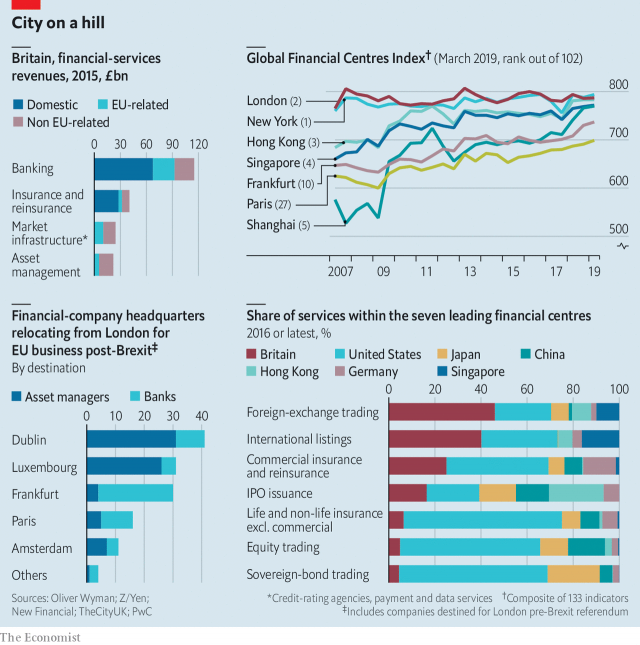 City on a hill
Britain, financial-services
revenues, 2015, £bn
Domestic EU-related
Non EU-related
0 30 60 90 120
Banking
Insurance and
reinsurance
Market
infrastructure*
Asset
management
Global Financial Centres Index† (March 2019, rank out of 102)
London (2)
New York (1)
Hong Kong (3)
Singapore (4)
Frankfurt (10)
Paris (27)
Shanghai (5)
800
700
600
500
2007 09 11 13 15 17 19
Financial-company headquarters
relocating from London for
EU business post-Brexit‡
By destination
Asset managers Banks
0 10 20 30 40
Dublin
Luxembourg
Frankfurt
Paris
Amsterdam
Others
Share of services within the seven leading financial centres
2016 or latest, %
Britain United States Japan China
Hong Kong Germany Singapore
0 20 40 60 80 100
Foreign-exchange trading
International listings
Commercial insurance
and reinsurance
IPO issuance
Life and non-life insurance
excl. commercial
Equity trading
Sovereign-bond trading
Sources: Oliver Wyman; Z/Yen;
New Financial; TheCityUK; PwC
*Credit-rating agencies, payment and data services †Composite of 133 indicators
‡Includes companies destined for London pre-Brexit referendum
The Economist